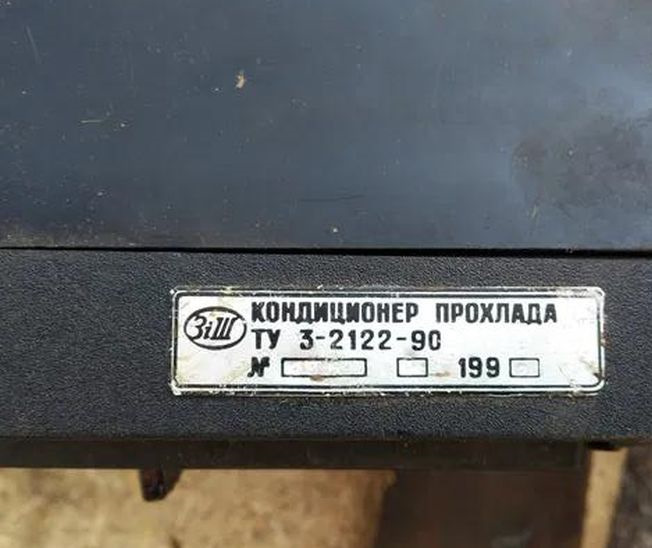 ЗиШ КОНДИЦИОНЕР ПРОХЛАДА
ТУ 3-2122-90
№ 199